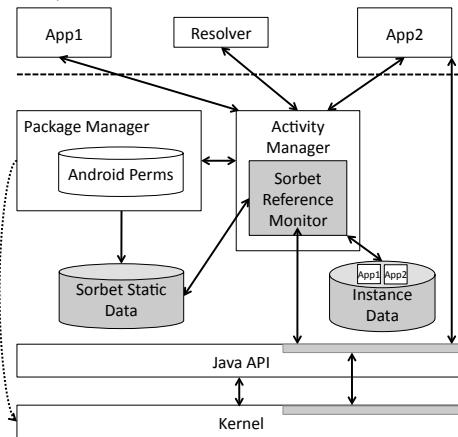 App1
Resolver
App2
Package Manager
Android Perms
Activity
Manager
Sorbet
Reference
Monitor
Sorbet Static
Data
App1
App2
Instance
Data
Java API
Kernel